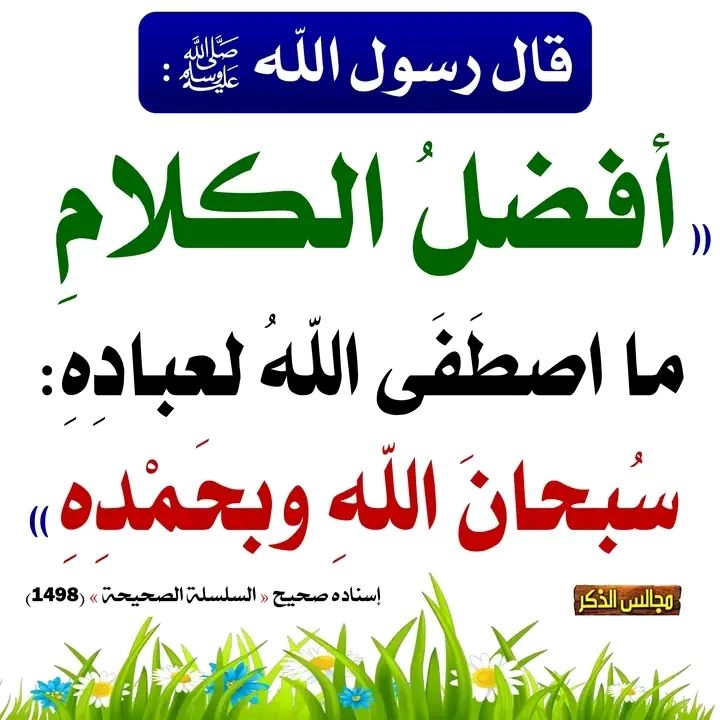 قال رسول الله ﷺ :
(( أفضلُ الكلامِ
ما اصطَفَى اللّهُ لعبادِهِ:
سُبحانَ اللّهِ وبحَمْدِهِ ))
إسناده صحيح « السلسلة الصحيحة » (1498)
مجالس الذكر